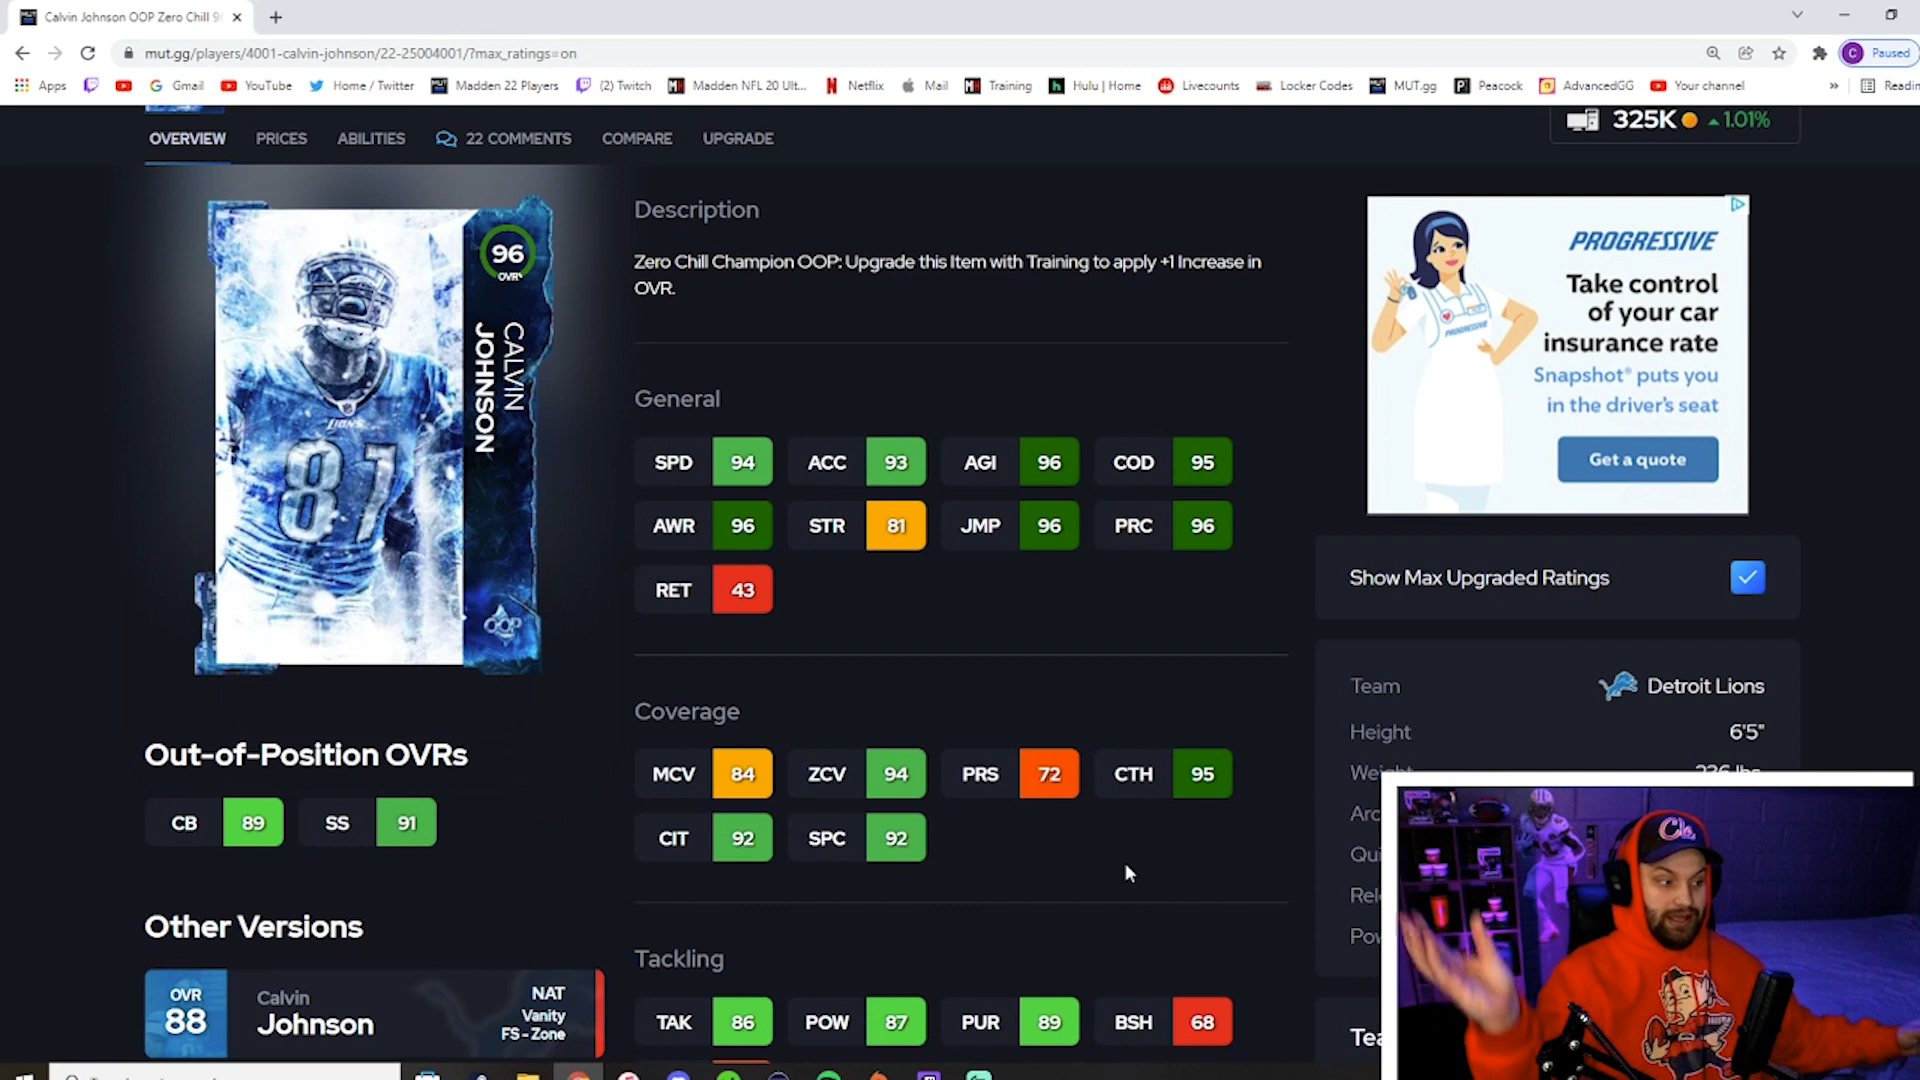 Calvin Johnson OOP Zero Chill 9
mut.gg/players/4001-calvin-johnson/22-25004001/?max_ratings=on
C Paused
Apps Gmail YouTube Home / Twitter Madden 22 Players (2) Twitch Madden NFL 20 Ult... Netflix Mail Training Hulu | Home Livecounts Locker Codes MUT.gg Peacock AdvancedGG Your channel » Readin
OVERVIEW PRICES ABILITIES 22 COMMENTS COMPARE UPGRADE
325K 1.01%
96
OVR
CALVIN
JOHNSON
LIONS
81
OOP
Description
Zero Chill Champion OOP: Upgrade this Item with Training to apply +1 Increase in
OVR.
General
SPD 94 ACC 93 AGI 96 COD 95
AWR 96 STR 81 JMP 96 PRC 96
RET 43
Coverage
MCV 84 ZCV 94 PRS 72 CTH 95
CIT 92 SPC 92
Tackling
TAK 86 POW 87 PUR 89 BSH 68
Out-of-Position OVRs
CB 89 SS 91
Other Versions
OVR
88
Calvin
Johnson
NAT
Vanity
FS - Zone
PROGRESSIVE
Take control
of your car
insurance rate
Snapshot® puts you
in the driver's seat
Get a quote
Show Max Upgraded Ratings
Team Detroit Lions
Height 6'5"